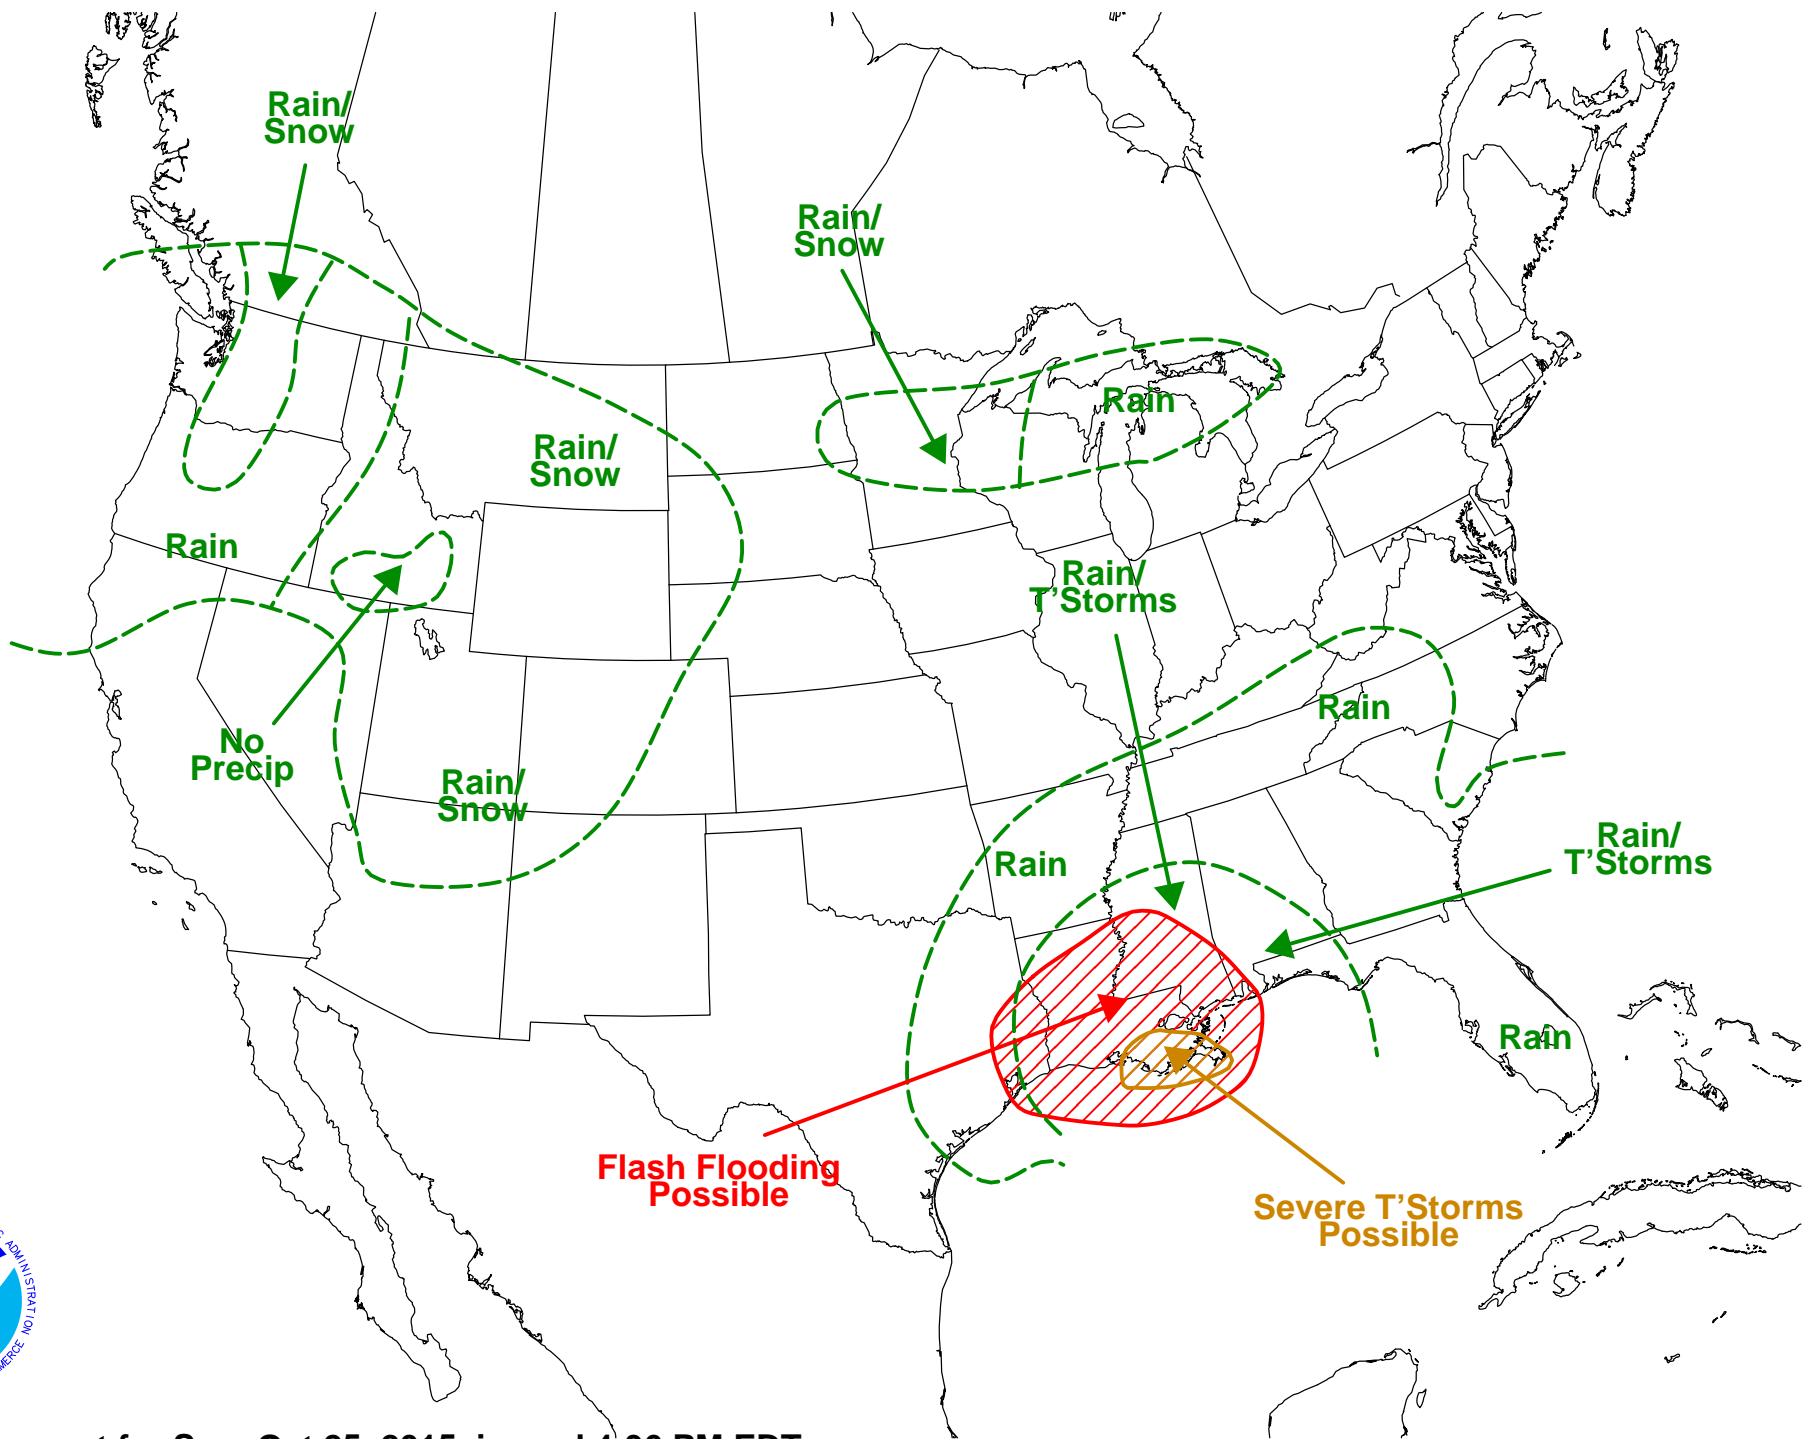 Rain/
Snow
Rain/
Snow
Rain
Rain/
Snow
Rain
Rain/
T'Storms
No
Precip
Rain/
Snow
Rain
Rain
Rain/
T'Storms
Rain
Flash Flooding
Possible
Severe T'Storms
Possible
ADMINISTRATION